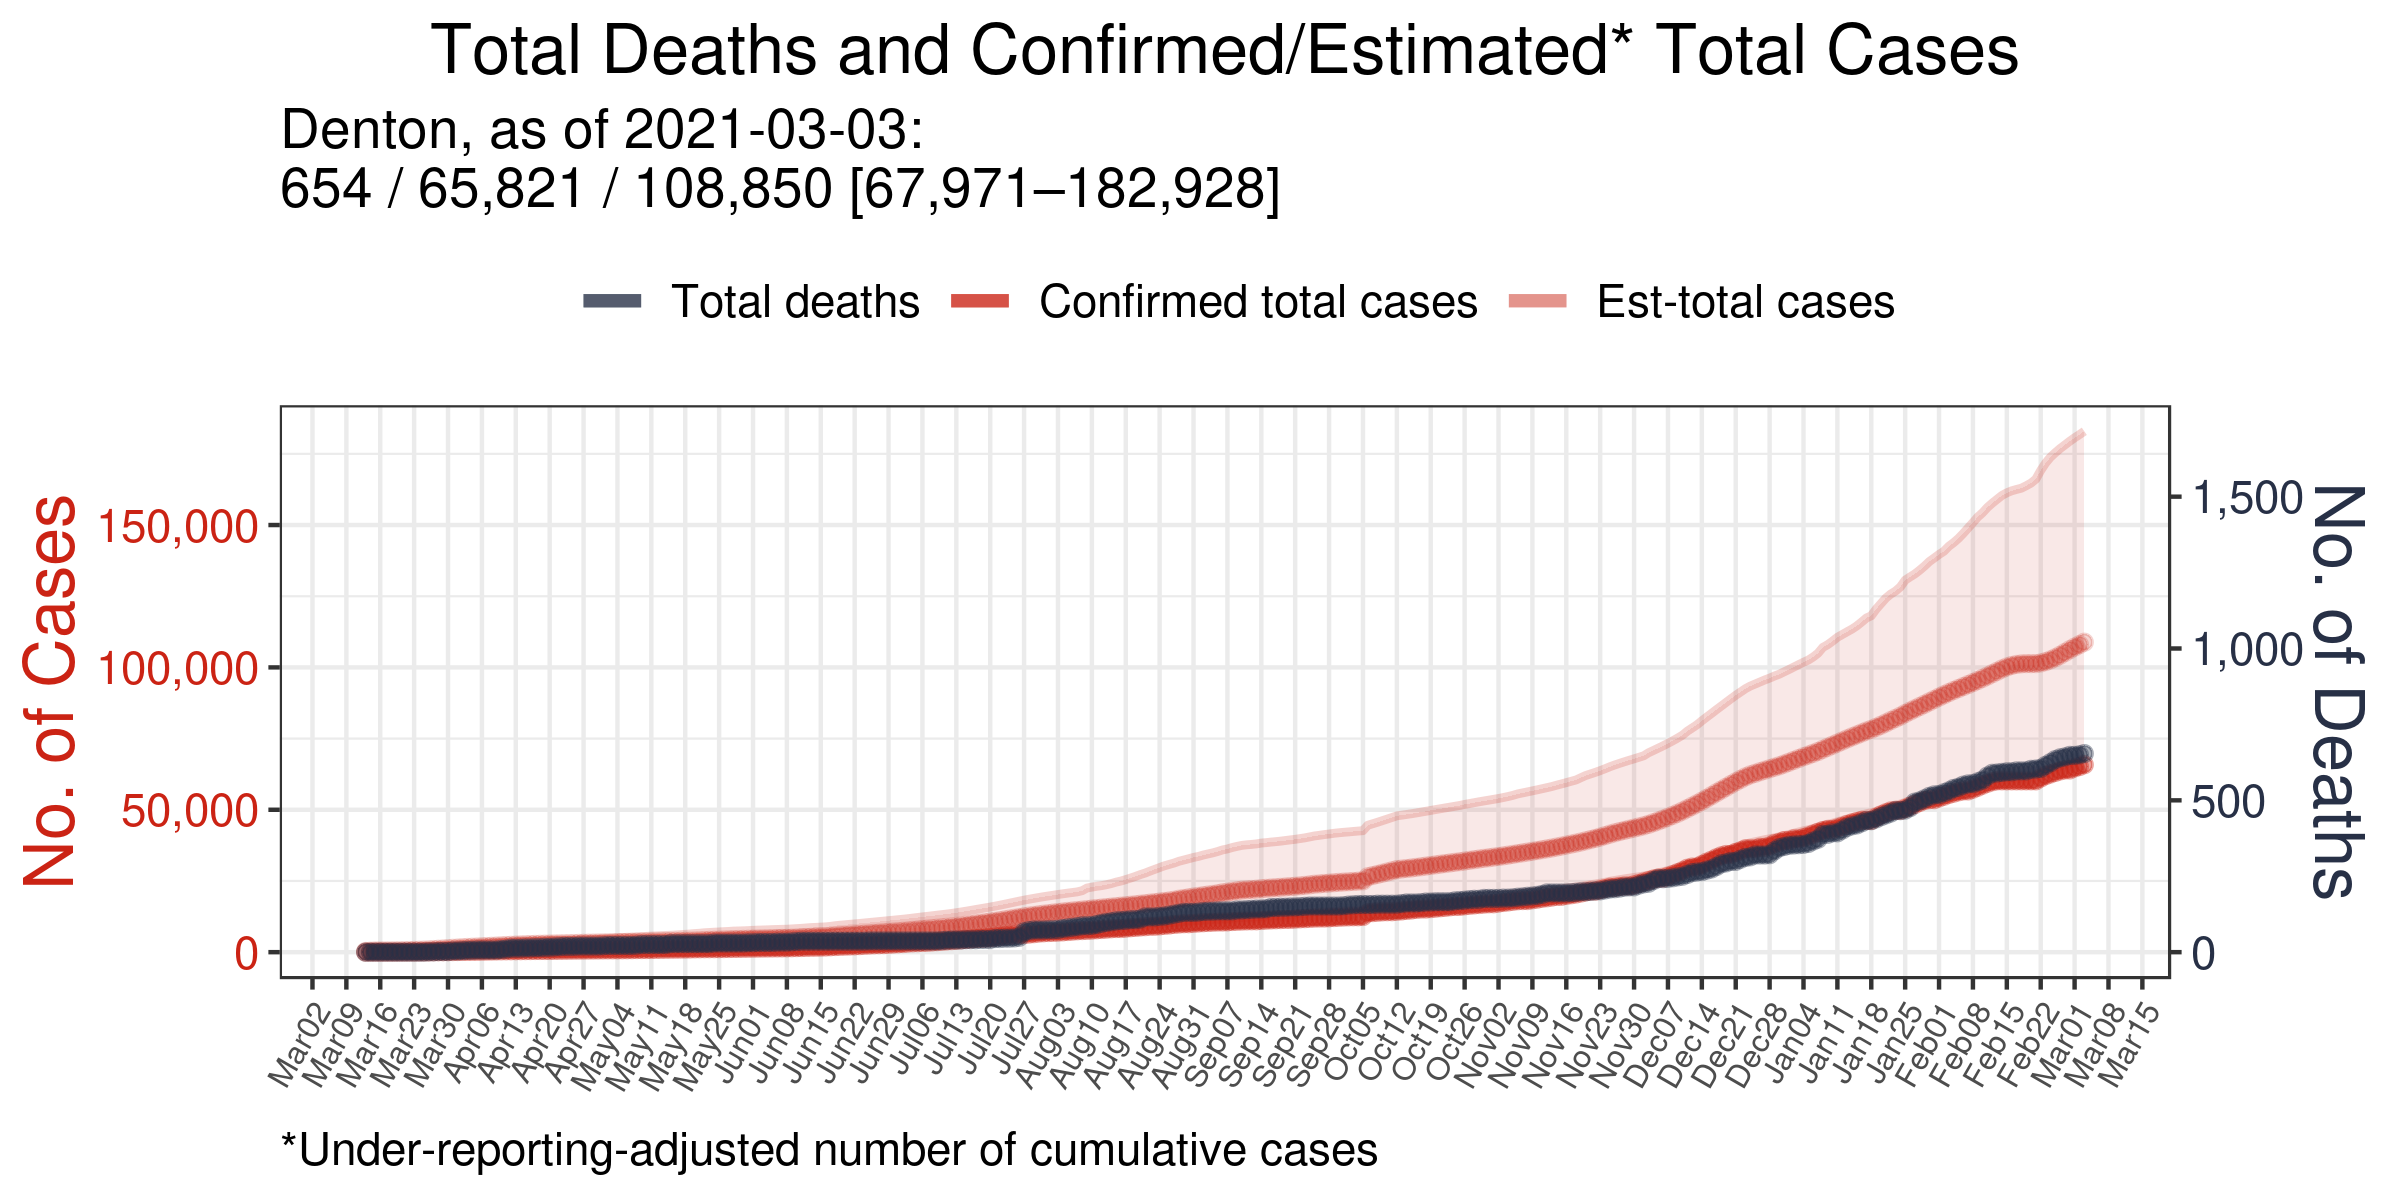 Total Deaths and Confirmed/Estimated* Total Cases
Denton, as of 2021-03-03:
654 / 65,821 / 108,850 [67,971–182,928]
Total deaths
Confirmed total cases
Est-total cases
No. of Cases
150,000
100,000
50,000
0
1,500
1,000
500
0
No. of Deaths
Mar02
Mar09
Mar16
Mar23
Mar30
Apr06
Apr13
Apr20
Apr27
May04
May11
May18
May25
Jun01
Jun08
Jun15
Jun22
Jun29
Jul06
Jul13
Jul20
Jul27
Aug03
Aug10
Aug17
Aug24
Aug31
Sep07
Sep14
Sep21
Sep28
Oct05
Oct12
Oct19
Oct26
Nov02
Nov09
Nov16
Nov23
Nov30
Dec07
Dec14
Dec21
Dec28
Jan04
Jan11
Jan18
Jan25
Feb01
Feb08
Feb15
Feb22
Mar01
Mar08
Mar15
*Under-reporting-adjusted number of cumulative cases